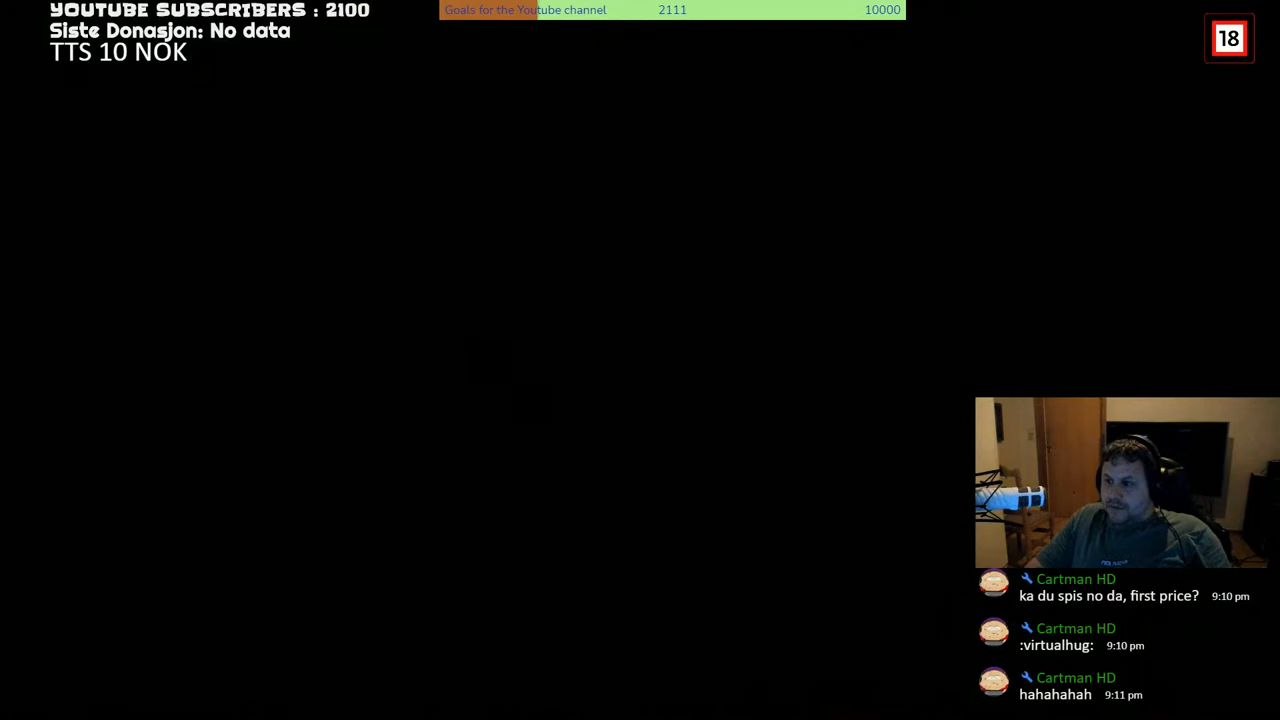 YOUTUBE SUBSCRIBERS : 2100
Siste Donasjon: No data
TTS 10 NOK
Goals for the Youtube channel 2111 10000
18
Cartman HD
ka du spis no da, first price? 9:10 pm
Cartman HD
:virtualhug: 9:10 pm
Cartman HD
hahahahah 9:11 pm